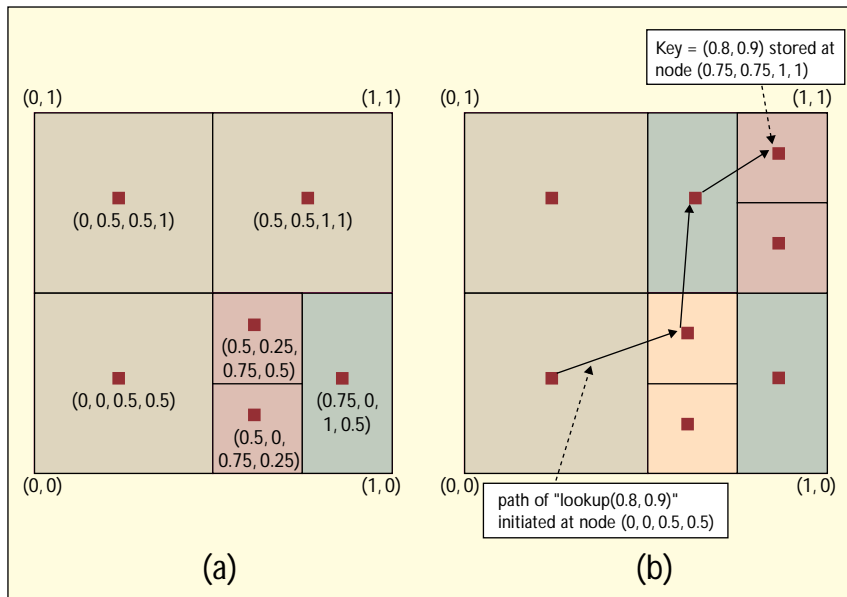 Key = (0.8, 0.9) stored at
node (0.75, 0.75, 1, 1)
(0, 1)
(1, 1)
(0, 0.5, 0.5, 1)
(0.5, 0.5, 1, 1)
(0.5, 0.25,
0.75, 0.5)
(0, 0, 0.5, 0.5)
(0.75, 0,
1, 0.5)
(0.5, 0,
0.75, 0.25)
(0, 0)
(1, 0)
(a)
(0, 1)
(1, 1)
(0, 0)
(1, 0)
path of "lookup(0.8, 0.9)"
initiated at node (0, 0, 0.5, 0.5)
(b)